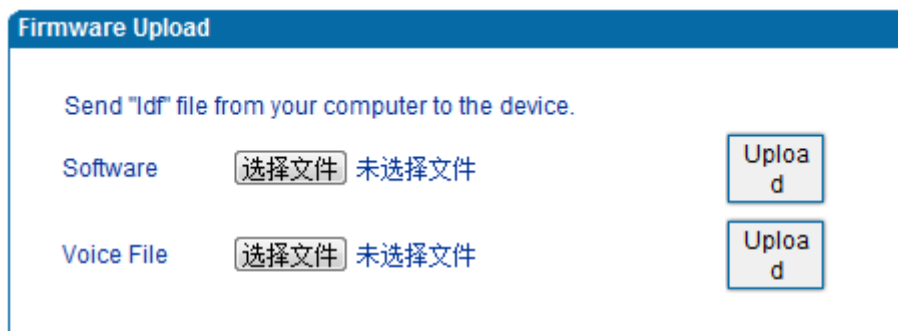 Firmware Upload
Send "ldf" file from your computer to the device.
Software 选择文件 未选择文件 Uploa
d
Voice File 选择文件 未选择文件 Uploa
d